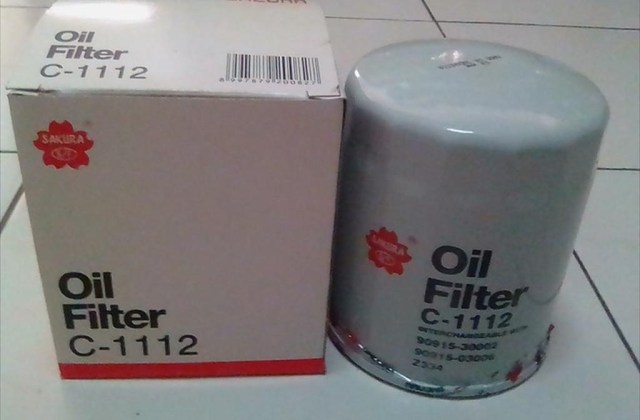 Oil
Filter
C-1112
SAKURA
Oil
Filter
C-1112
SAKURA
Oil
Filter
C-1112
INTERCHANGEABLE WITH
90915-30002
90915-03006
Z334